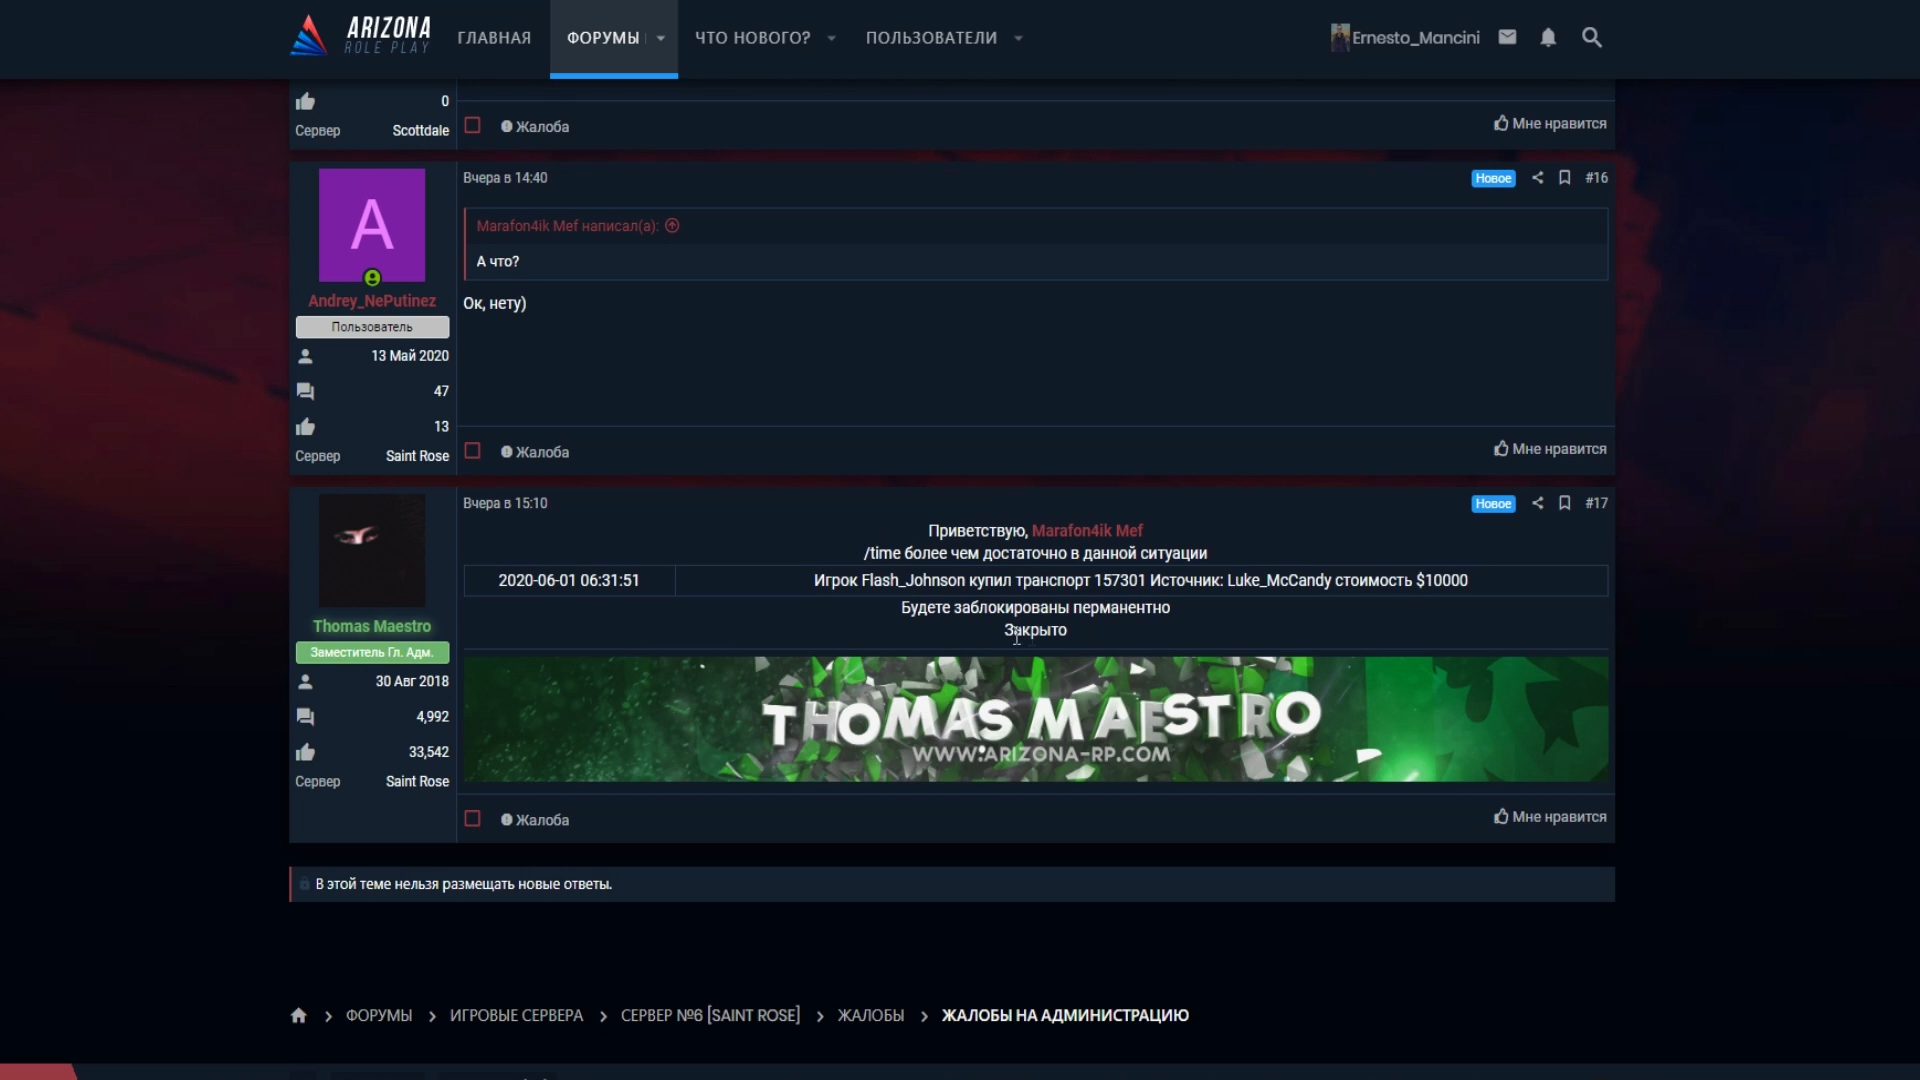 ARIZONA
ROLE PLAY
ГЛАВНАЯ
ФОРУМЫ
ЧТО НОВОГО?
ПОЛЬЗОВАТЕЛИ
Ernesto_Mancini
0
Сервер Scottdale
Жалоба
Мне нравится
Вчера в 14:40
Новое
#16
A
Marafon4ik Mef написал(а):
А что?
Ок, нету)
Andrey_NePutinez
Пользователь
13 Май 2020
47
13
Сервер Saint Rose
Жалоба
Мне нравится
Вчера в 15:10
Новое
#17
Приветствую, Marafon4ik Mef
/time более чем достаточно в данной ситуации
2020-06-01 06:31:51 Игрок Flash_Johnson купил транспорт 157301 Источник: Luke_McCandy стоимость $10000
Будете заблокированы перманентно
Закрыто
Thomas Maestro
Заместитель Гл. Адм.
30 Авг 2018
4,992
33,542
Сервер Saint Rose
THOMAS MAESTRO
WWW.ARIZONA-RP.COM
Жалоба
Мне нравится
В этой теме нельзя размещать новые ответы.
ФОРУМЫ > ИГРОВЫЕ СЕРВЕРА > СЕРВЕР №6 [SAINT ROSE] > ЖАЛОБЫ > ЖАЛОБЫ НА АДМИНИСТРАЦИЮ